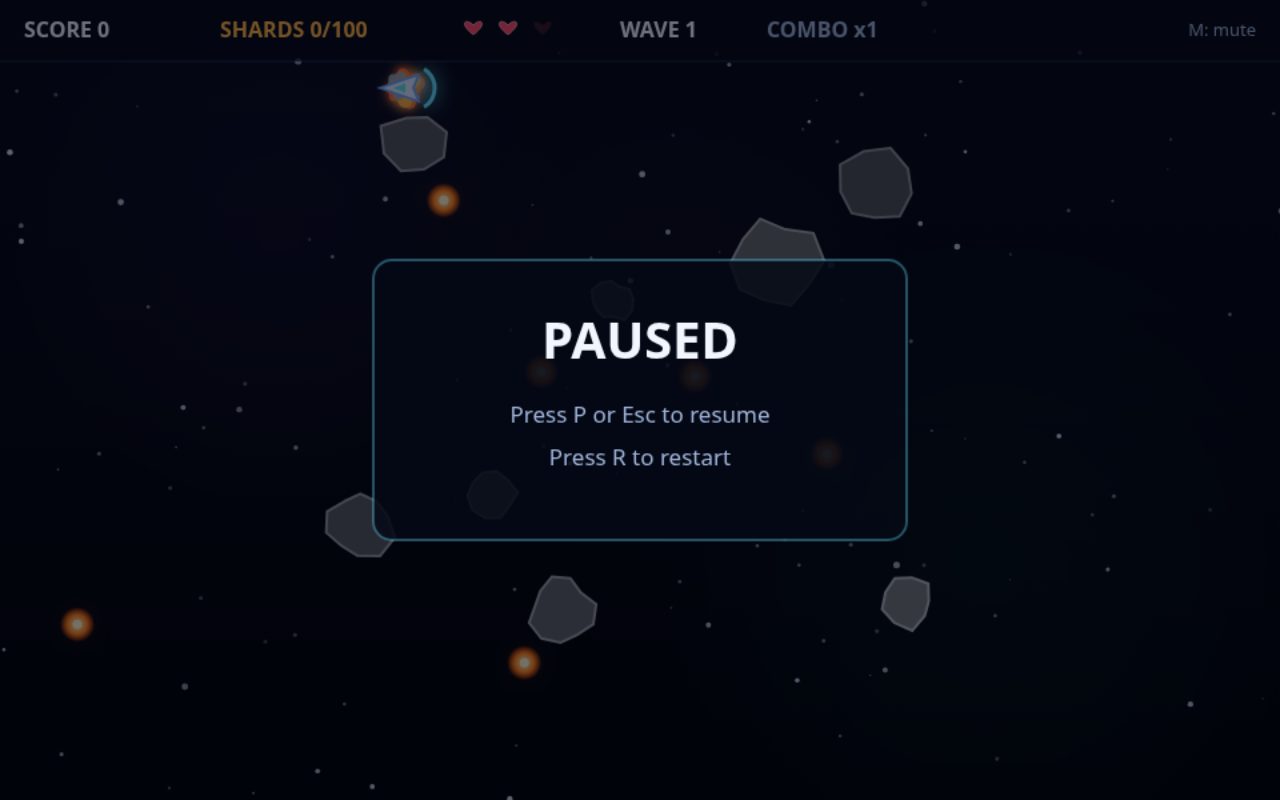 SCORE 0 SHARDS 0/100 WAVE 1 COMBO x1 M: mute
PAUSED
Press P or Esc to resume
Press R to restart